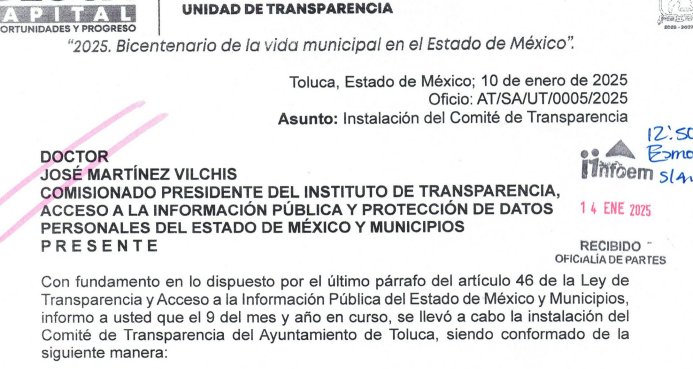 CAPITAL
OPORTUNIDADES Y PROGRESO
UNIDAD DE TRANSPARENCIA
“2025. Bicentenario de la vida municipal en el Estado de México”.
Toluca, Estado de México; 10 de enero de 2025
Oficio: AT/SA/UT/0005/2025
Asunto: Instalación del Comité de Transparencia
12:50
DOCTOR
JOSÉ MARTÍNEZ VILCHIS
COMISIONADO PRESIDENTE DEL INSTITUTO DE TRANSPARENCIA,
ACCESO A LA INFORMACIÓN PÚBLICA Y PROTECCIÓN DE DATOS
PERSONALES DEL ESTADO DE MÉXICO Y MUNICIPIOS
P R E S E N T E
infoem
14 ENE 2025
RECIBIDO
OFICIALÍA DE PARTES
Con fundamento en lo dispuesto por el último párrafo del artículo 46 de la Ley de
Transparencia y Acceso a la Información Pública del Estado de México y Municipios,
informo a usted que el 9 del mes y año en curso, se llevó a cabo la instalación del
Comité de Transparencia del Ayuntamiento de Toluca, siendo conformado de la
siguiente manera: